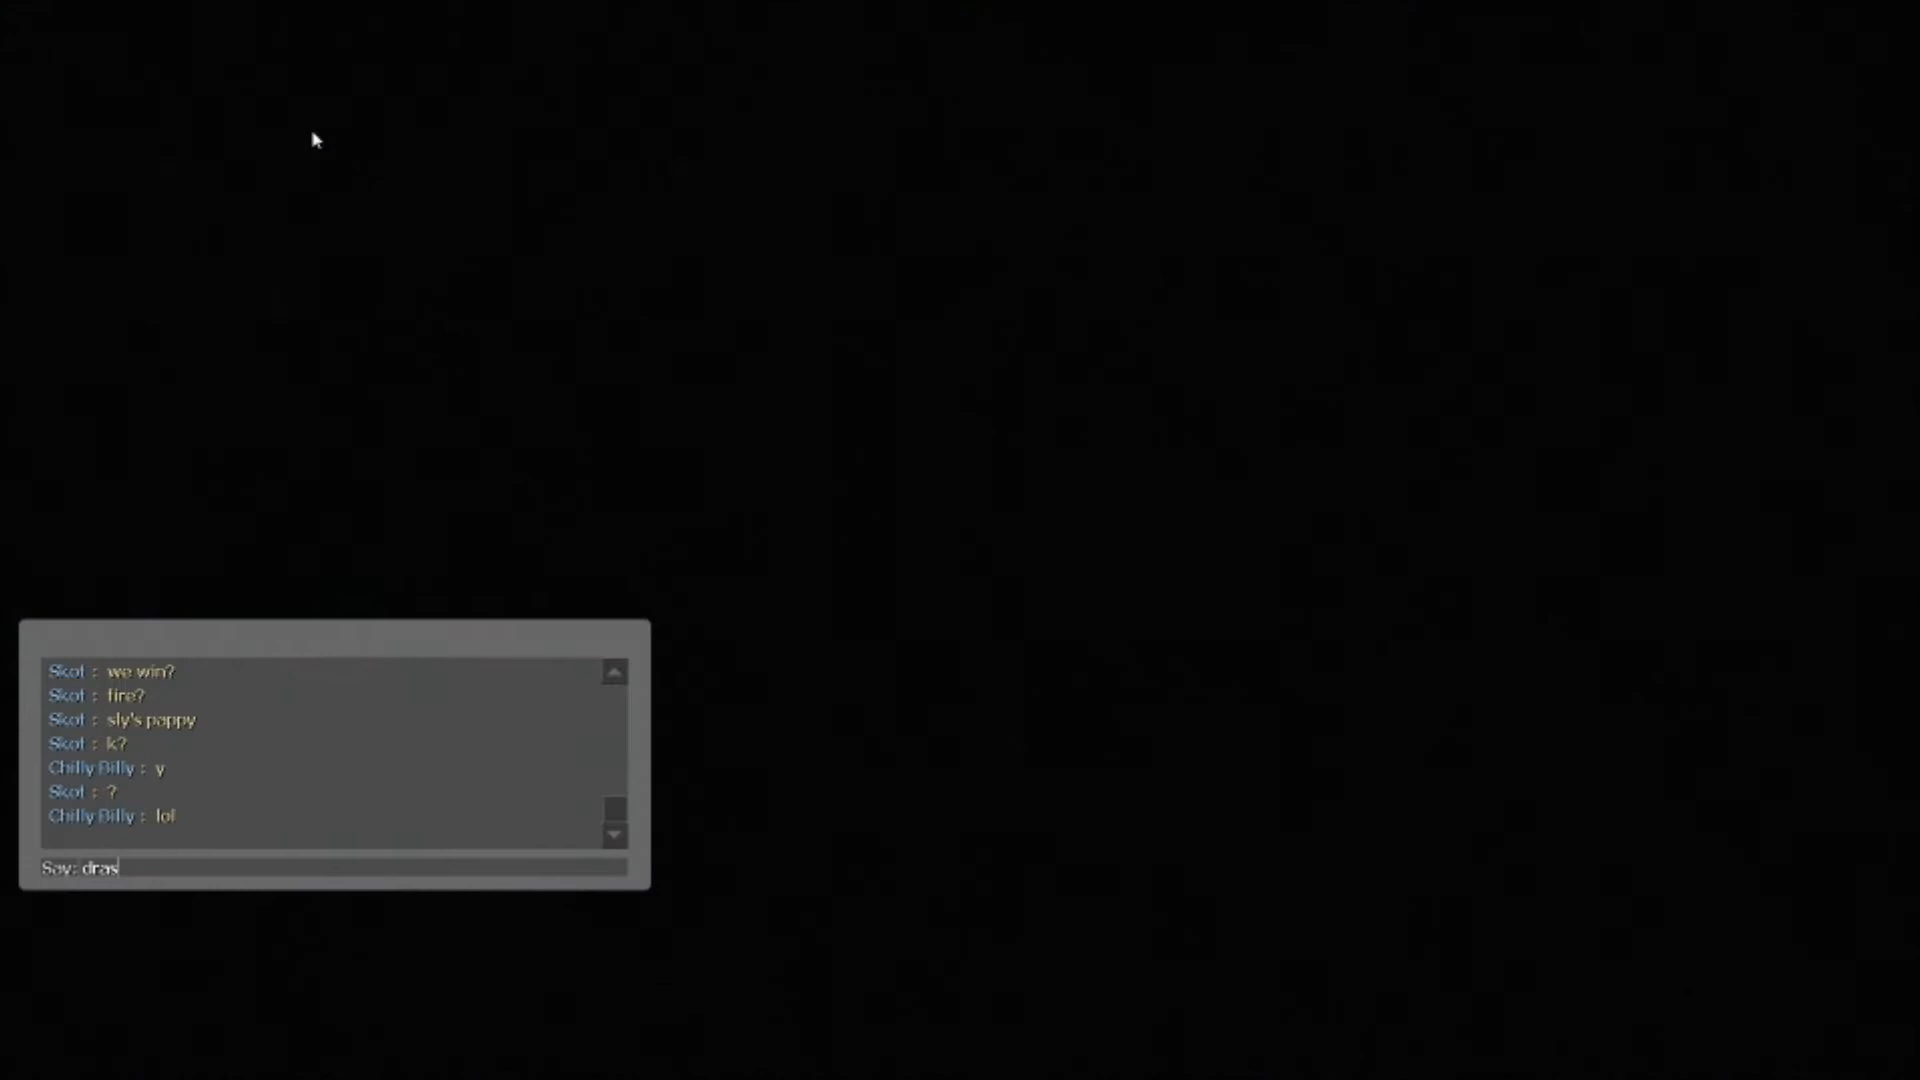 Skot : we win?
Skot : fire?
Skot : sly's pappy
Skot : k?
Chilly Billy : y
Skot : ?
Chilly Billy : lol
Say: dras